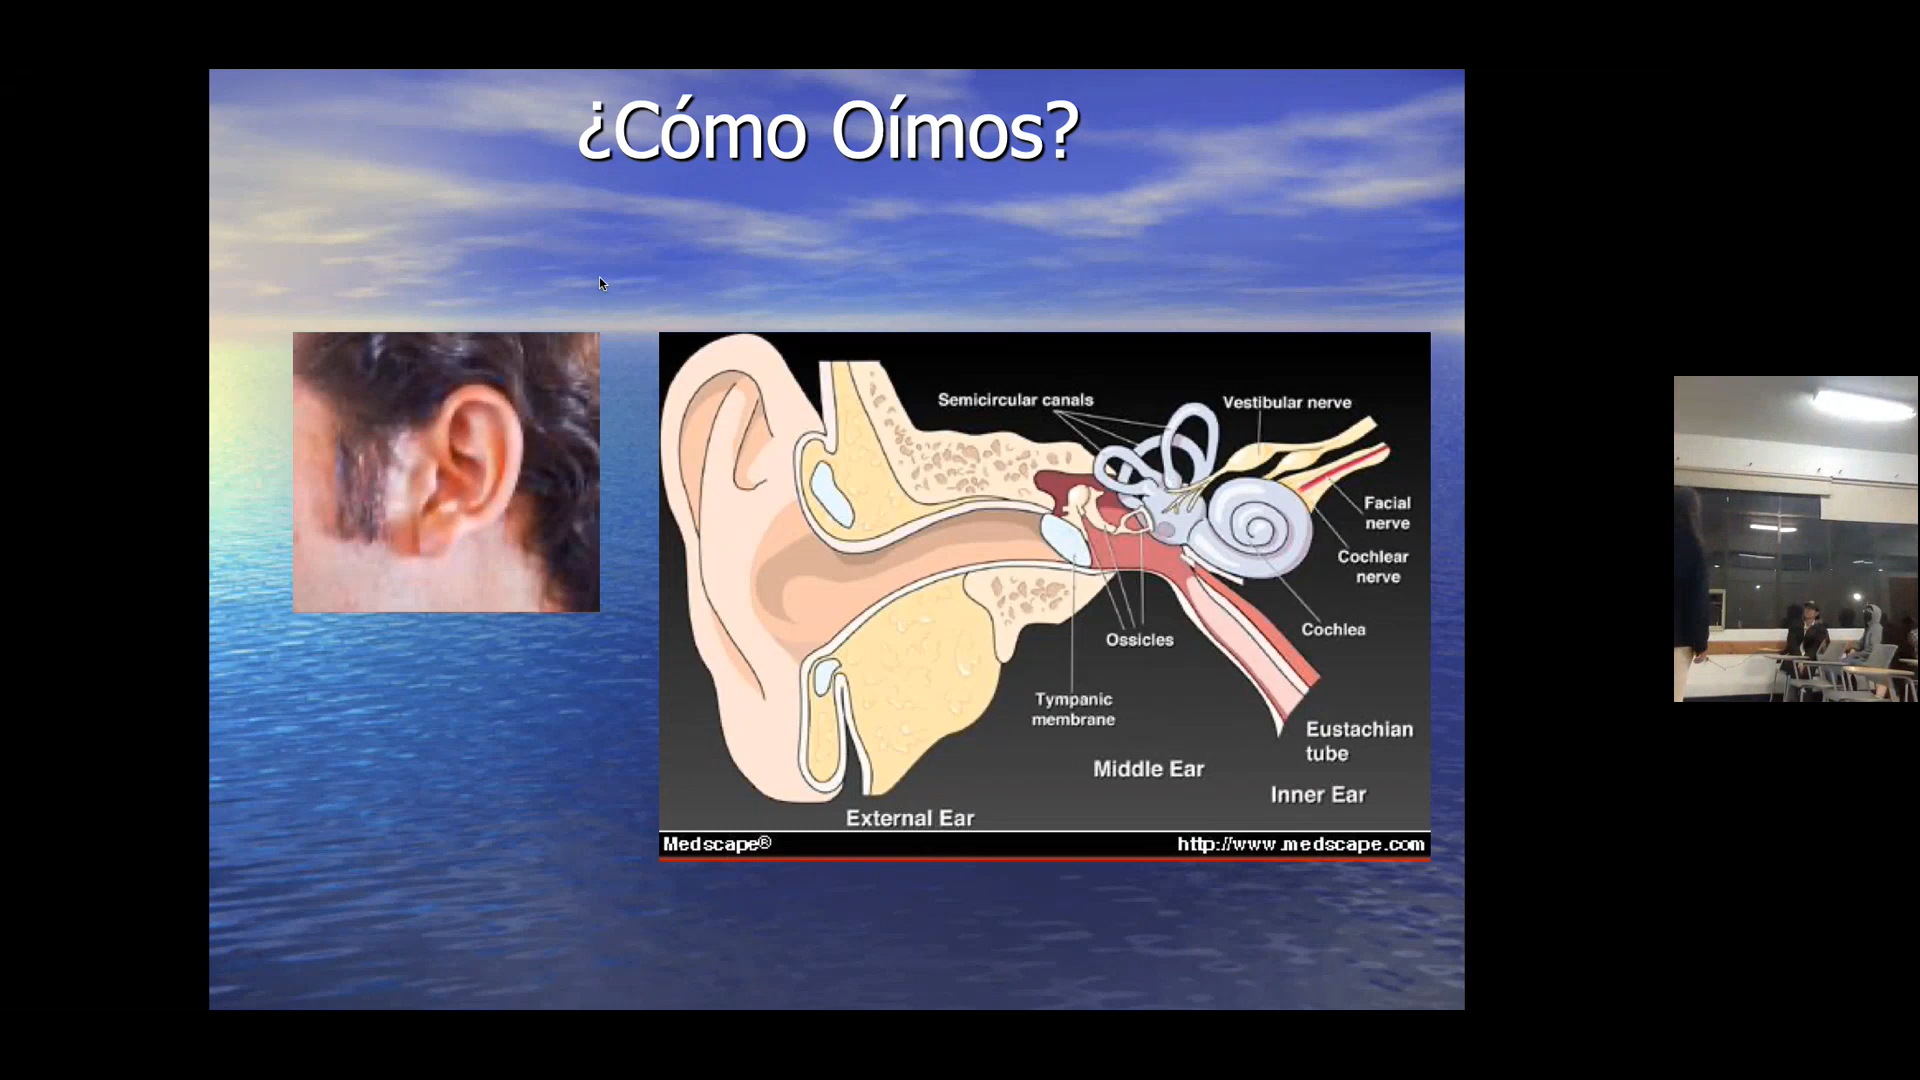 ¿Cómo Oímos?
Semicircular canals
Vestibular nerve
Facial
nerve
Cochlear
nerve
Cochlea
Ossicles
Tympanic
membrane
Eustachian
tube
Middle Ear
Inner Ear
External Ear
Medscape®
http://www.medscape.com